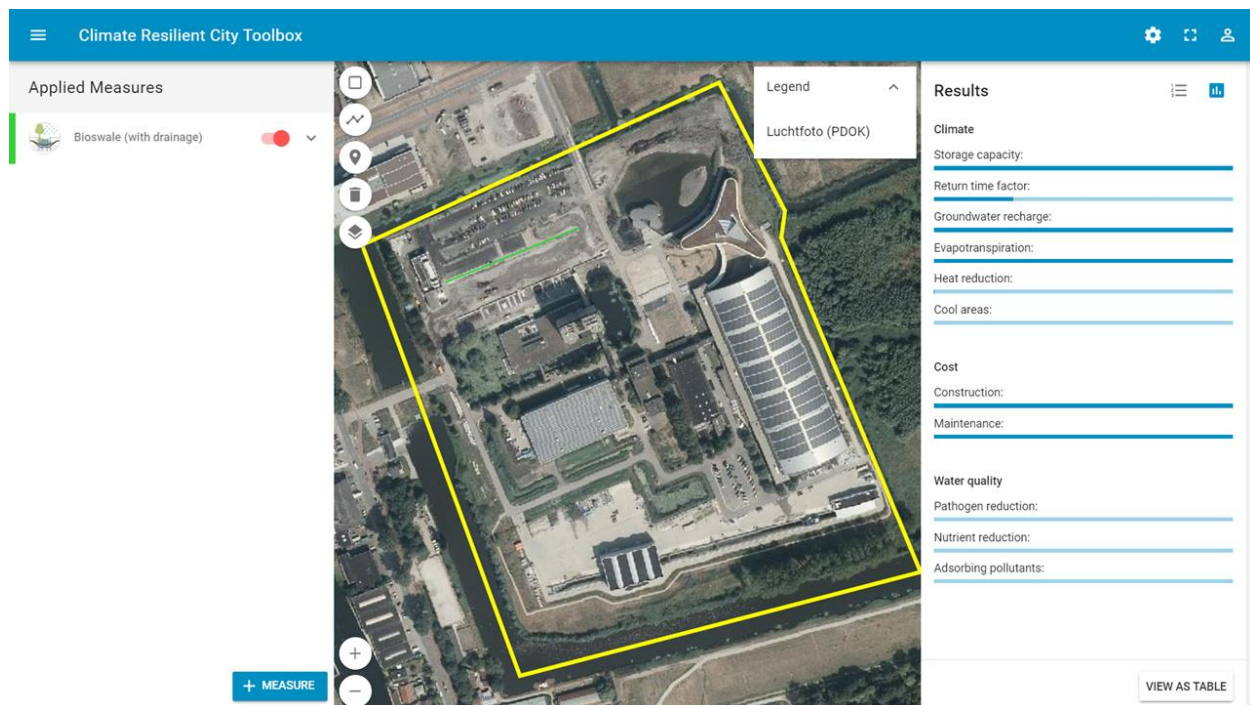 Climate Resilient City Toolbox
Applied Measures
Bioswale (with drainage)
+ MEASURE
Legend
Luchtfoto (PDOK)
Results
Climate
Storage capacity:
Return time factor:
Groundwater recharge:
Evapotranspiration:
Heat reduction:
Cool areas:
Cost
Construction:
Maintenance:
Water quality
Pathogen reduction:
Nutrient reduction:
Adsorbing pollutants:
VIEW AS TABLE